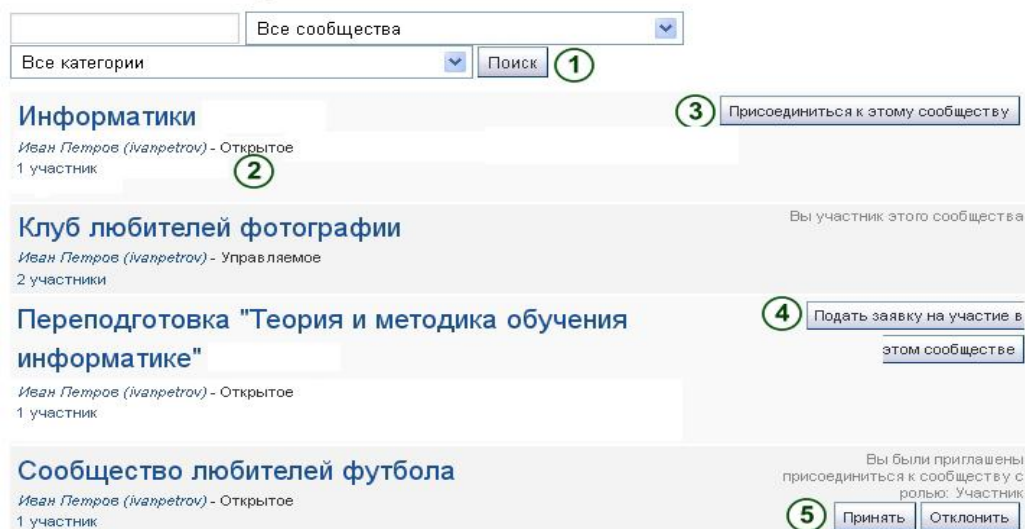 Все сообщества
Все категории Поиск 1
Информатики
3 Присоединиться к этому сообществу
Иван Петров (ivanpetrov) - Открытое
1 участник
2
Клуб любителей фотографии
Вы участник этого сообщества
Иван Петров (ivanpetrov) - Управляемое
2 участники
Переподготовка "Теория и методика обучения
информатике"
4 Подать заявку на участие в
этом сообществе
Иван Петров (ivanpetrov) - Открытое
1 участник
Сообщество любителей футбола
Вы были приглашены
присоединиться к сообществу с
ролью: Участник
Иван Петров (ivanpetrov) - Открытое
1 участник
5 Принять Отклонить